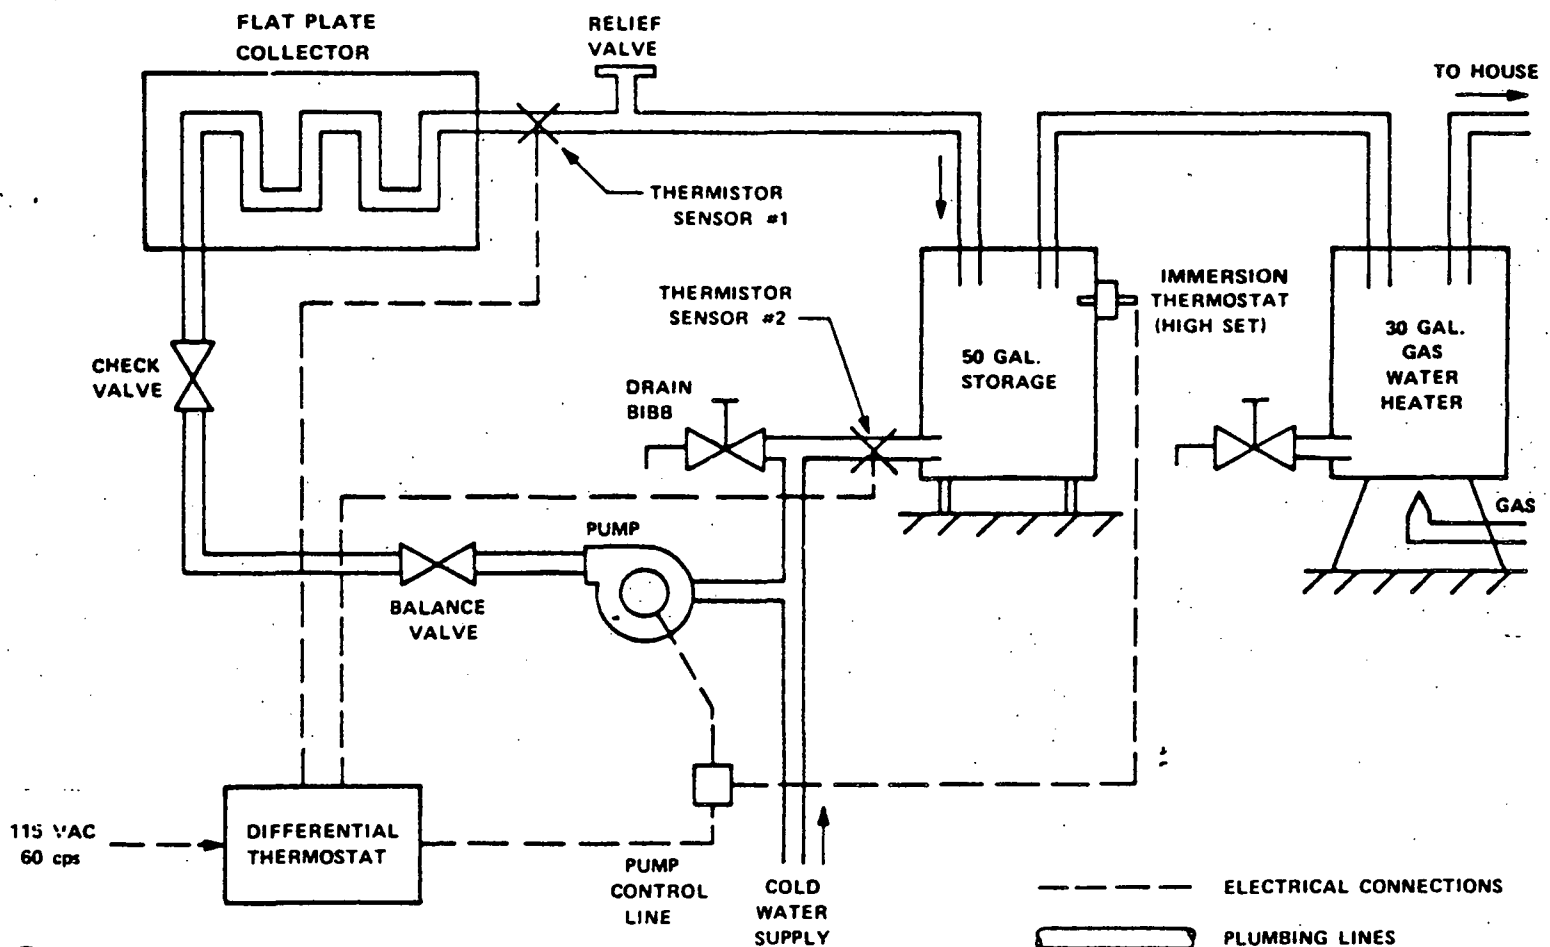 FLAT PLATE
COLLECTOR
RELIEF
VALVE
TO HOUSE
THERMISTOR
SENSOR #1
THERMISTOR
SENSOR #2
IMMERSION
THERMOSTAT
(HIGH SET)
CHECK
VALVE
DRAIN
BIBB
50 GAL.
STORAGE
30 GAL.
GAS
WATER
HEATER
GAS
PUMP
BALANCE
VALVE
115 VAC
60 cps
DIFFERENTIAL
THERMOSTAT
PUMP
CONTROL
LINE
COLD
WATER
SUPPLY
ELECTRICAL CONNECTIONS
PLUMBING LINES